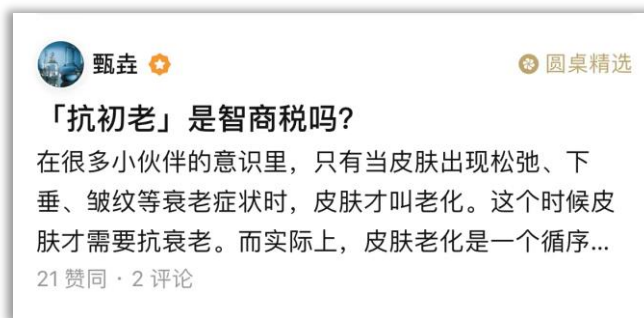 甄垚
圆桌精选
「抗初老」是智商税吗?
在很多小伙伴的意识里，只有当皮肤出现松弛、下
垂、皱纹等衰老症状时，皮肤才叫老化。这个时候皮
肤才需要抗衰老。而实际上，皮肤老化是一个循序...
21 赞同 · 2 评论